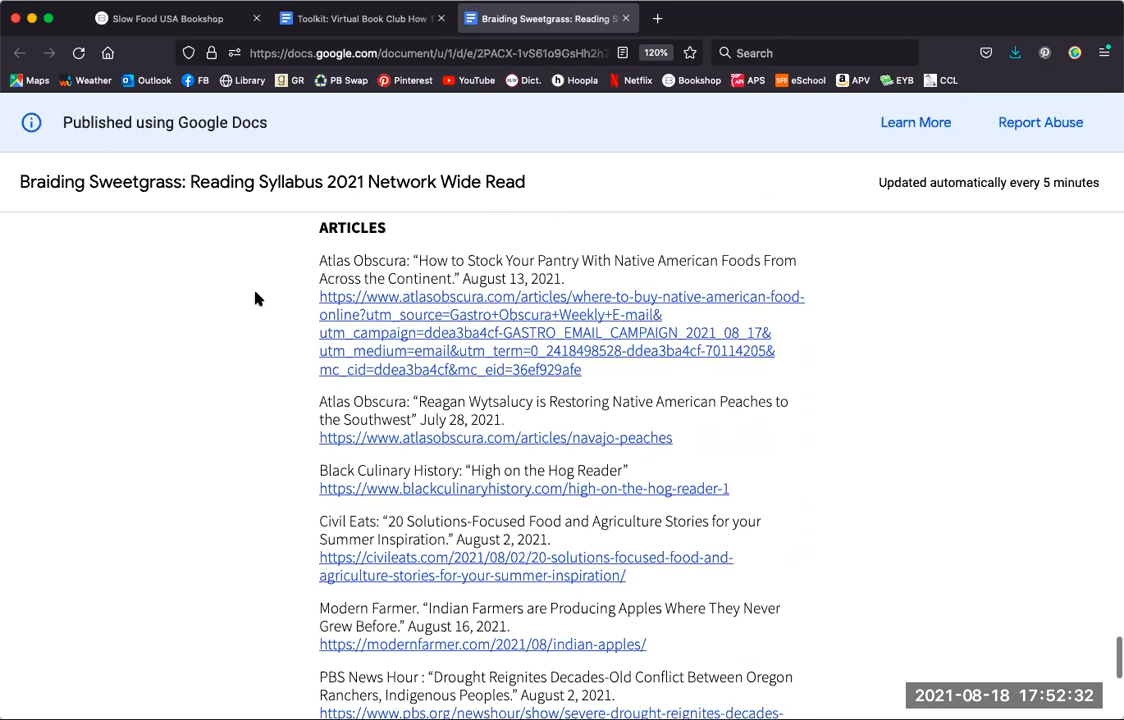 Slow Food USA Bookshop
Toolkit: Virtual Book Club How T
Braiding Sweetgrass: Reading S
https://docs.google.com/document/u/1/d/e/2PACX-1vS61o9GsHh2h7
120%
Search
Maps
Weather
Outlook
FB
Library
GR
PB Swap
Pinterest
YouTube
Dict.
Hoopla
Netflix
Bookshop
APS
eSchool
APV
EYB
CCL
Published using Google Docs
Learn More
Report Abuse
Braiding Sweetgrass: Reading Syllabus 2021 Network Wide Read
Updated automatically every 5 minutes
ARTICLES
Atlas Obscura: “How to Stock Your Pantry With Native American Foods From
Across the Continent.” August 13, 2021.
https://www.atlasobscura.com/articles/where-to-buy-native-american-food-
online?utm_source=Gastro+Obscura+Weekly+E-mail&
utm_campaign=ddea3ba4cf-GASTRO_EMAIL_CAMPAIGN_2021_08_17&
utm_medium=email&utm_term=0_2418498528-ddea3ba4cf-70114205&
mc_cid=ddea3ba4cf&mc_eid=36ef929afe
Atlas Obscura: “Reagan Wytsalucy is Restoring Native American Peaches to
the Southwest” July 28, 2021.
https://www.atlasobscura.com/articles/navajo-peaches
Black Culinary History: “High on the Hog Reader”
https://www.blackculinaryhistory.com/high-on-the-hog-reader-1
Civil Eats: “20 Solutions-Focused Food and Agriculture Stories for your
Summer Inspiration.” August 2, 2021.
https://civileats.com/2021/08/02/20-solutions-focused-food-and-
agriculture-stories-for-your-summer-inspiration/
Modern Farmer. “Indian Farmers are Producing Apples Where They Never
Grew Before.” August 16, 2021.
https://modernfarmer.com/2021/08/indian-apples/
PBS News Hour : “Drought Reignites Decades-Old Conflict Between Oregon
Ranchers, Indigenous Peoples.” August 2, 2021.
https://www.pbs.org/newshour/show/severe-drought-reignites-decades-
2021-08-18 17:52:32